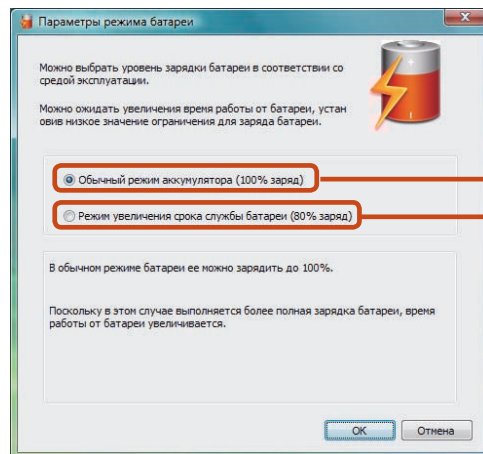 Параметры режима батареи
Можно выбрать уровень зарядки батареи в соответствии со
средой эксплуатации.
Можно ожидать увеличения время работы от батареи, устан
овив низкое значение ограничения для заряда батареи.
Обычный режим аккумулятора (100% заряд)
Режим увеличения срока службы батареи (80% заряд)
В обычном режиме батареи ее можно зарядить до 100%.
Поскольку в этом случае выполняется более полная зарядка батареи, время
работы от батареи увеличивается.
OK Отмена